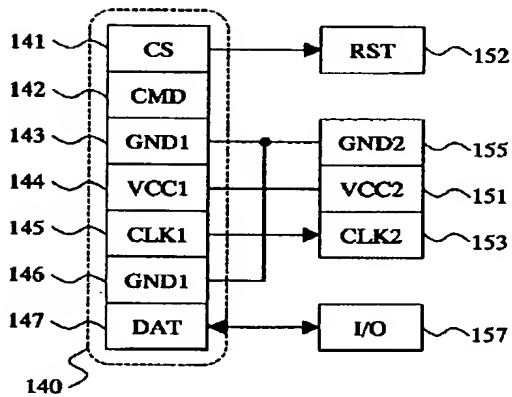 141 CS RST 152
142 CMD
143 GND1 GND2 155
144 VCC1 VCC2 151
145 CLK1 CLK2 153
146 GND1
147 DAT I/O 157
140